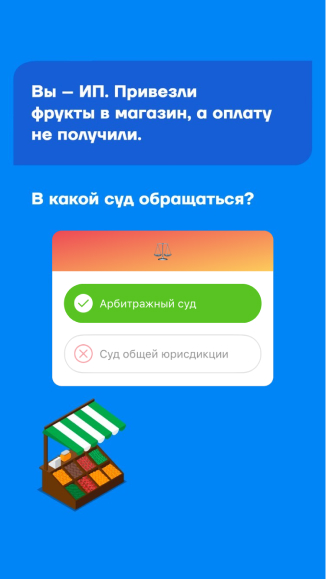 Вы – ИП. Привезли
фрукты в магазин, а оплату
не получили.
В какой суд обращаться?
Арбитражный суд
Суд общей юрисдикции